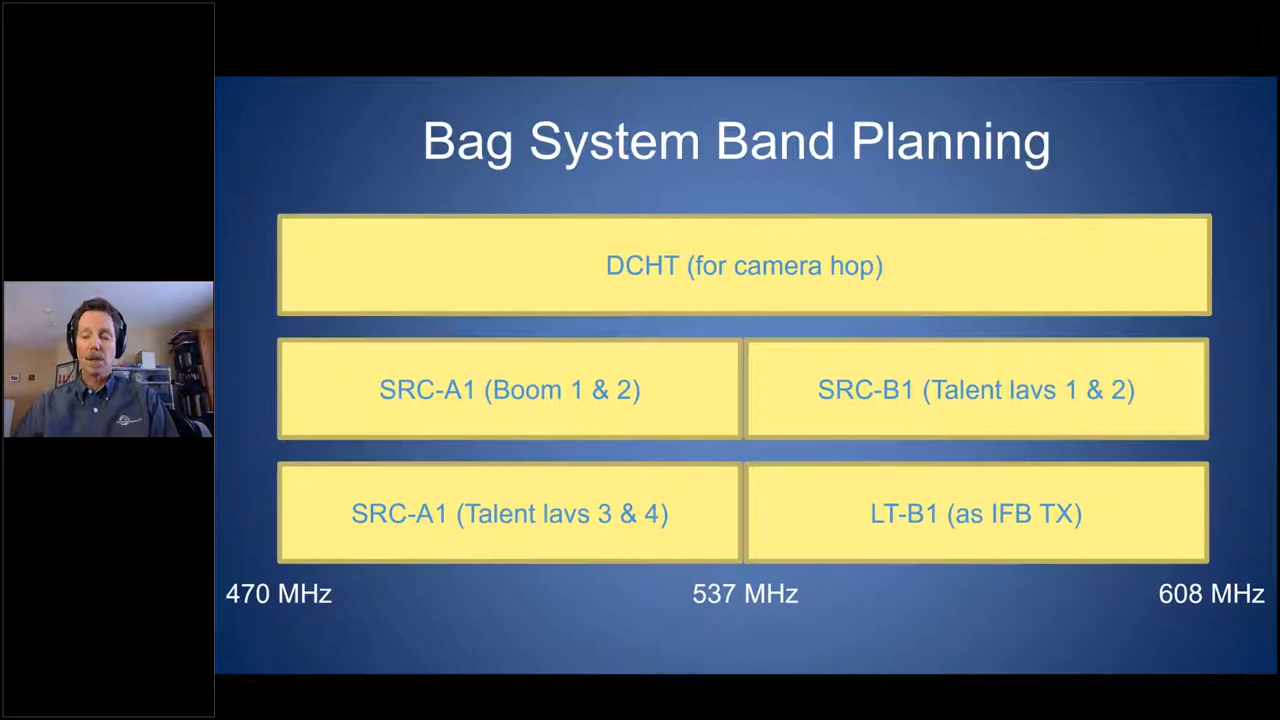 Bag System Band Planning
DCHT (for camera hop)
SRC-A1 (Boom 1 & 2)
SRC-B1 (Talent lavs 1 & 2)
SRC-A1 (Talent lavs 3 & 4)
LT-B1 (as IFB TX)
470 MHz
537 MHz
608 MHz